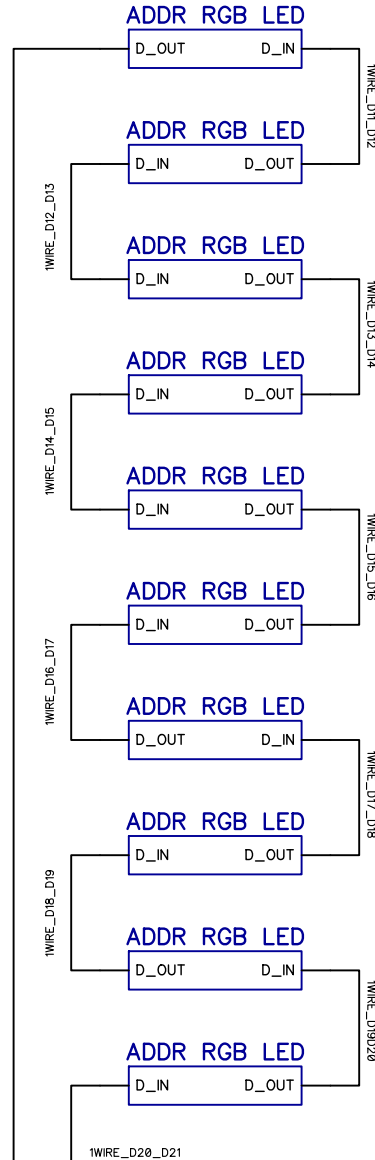 ADDR RGB LED
D_OUT D_IN
1WIRE_D11_D12
ADDR RGB LED
D_IN D_OUT
1WIRE_D12_D13
ADDR RGB LED
D_IN D_OUT
1WIRE_D13_D14
ADDR RGB LED
D_IN D_OUT
1WIRE_D14_D15
ADDR RGB LED
D_IN D_OUT
1WIRE_D15_D16
ADDR RGB LED
D_IN D_OUT
1WIRE_D16_D17
ADDR RGB LED
D_OUT D_IN
1WIRE_D17_D18
ADDR RGB LED
D_IN D_OUT
1WIRE_D18_D19
ADDR RGB LED
D_OUT D_IN
1WIRE_D19D20
ADDR RGB LED
D_IN D_OUT
1WIRE_D20_D21